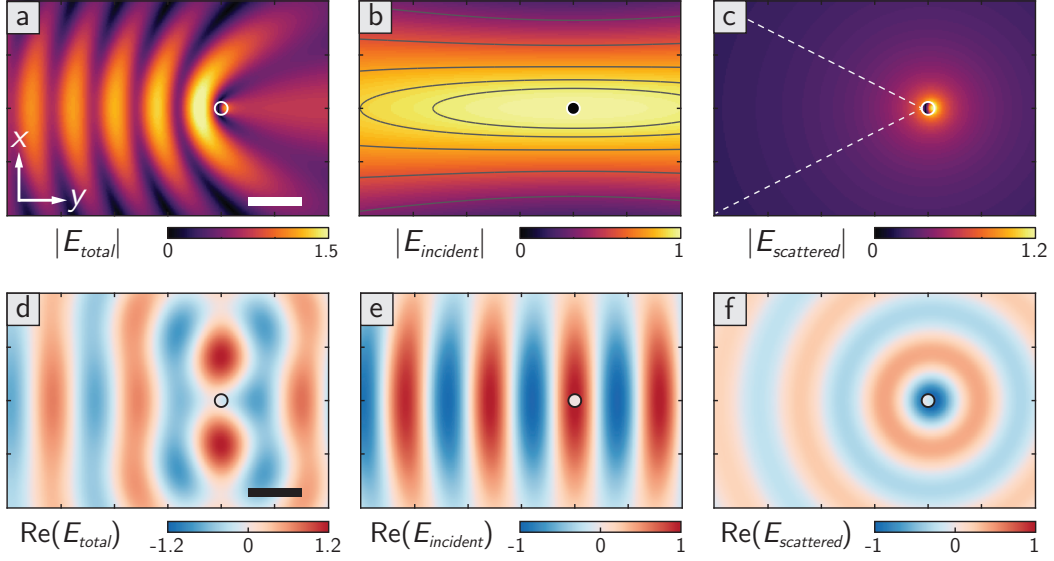 a
b
c
x
y
|E_total|
0
1.5
|E_incident|
0
1
|E_scattered|
0
1.2
d
e
f
Re(E_total)
-1.2
0
1.2
Re(E_incident)
-1
0
1
Re(E_scattered)
-1
0
1